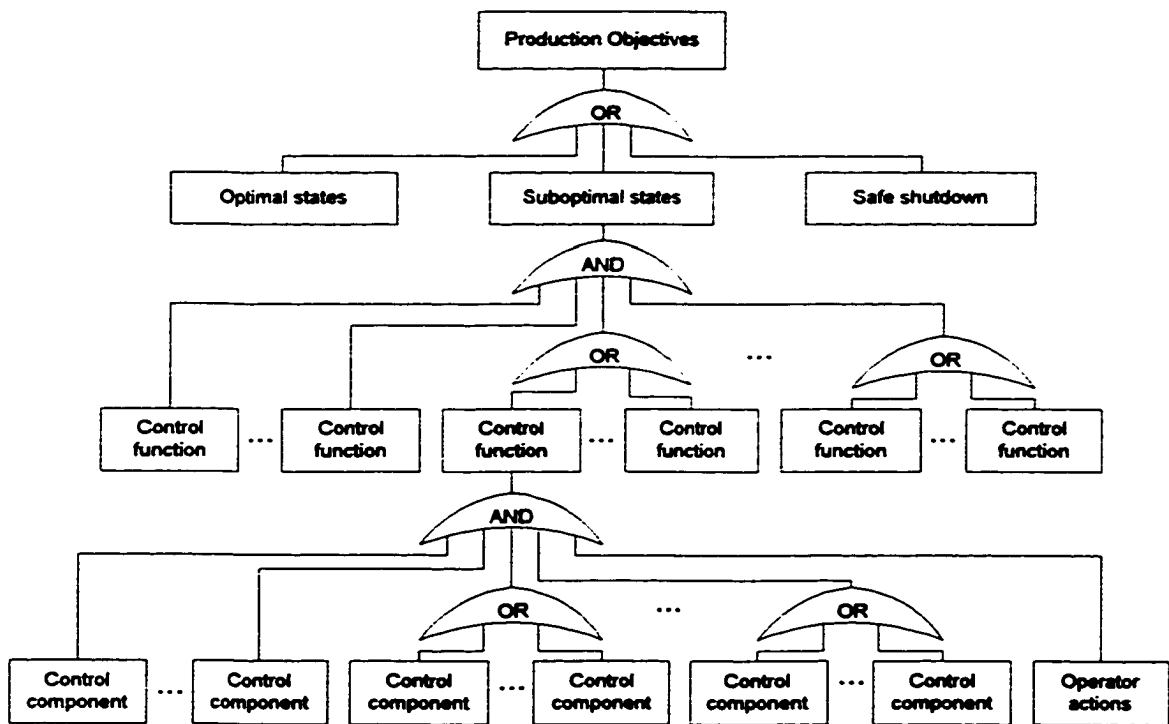 Production Objectives
OR
Optimal states
Suboptimal states
Safe shutdown
AND
OR
...
OR
Control
function
...
Control
function
Control
function
...
Control
function
Control
function
...
Control
function
AND
OR
...
OR
Control
component
...
Control
component
Control
component
...
Control
component
Control
component
...
Control
component
Operator
actions